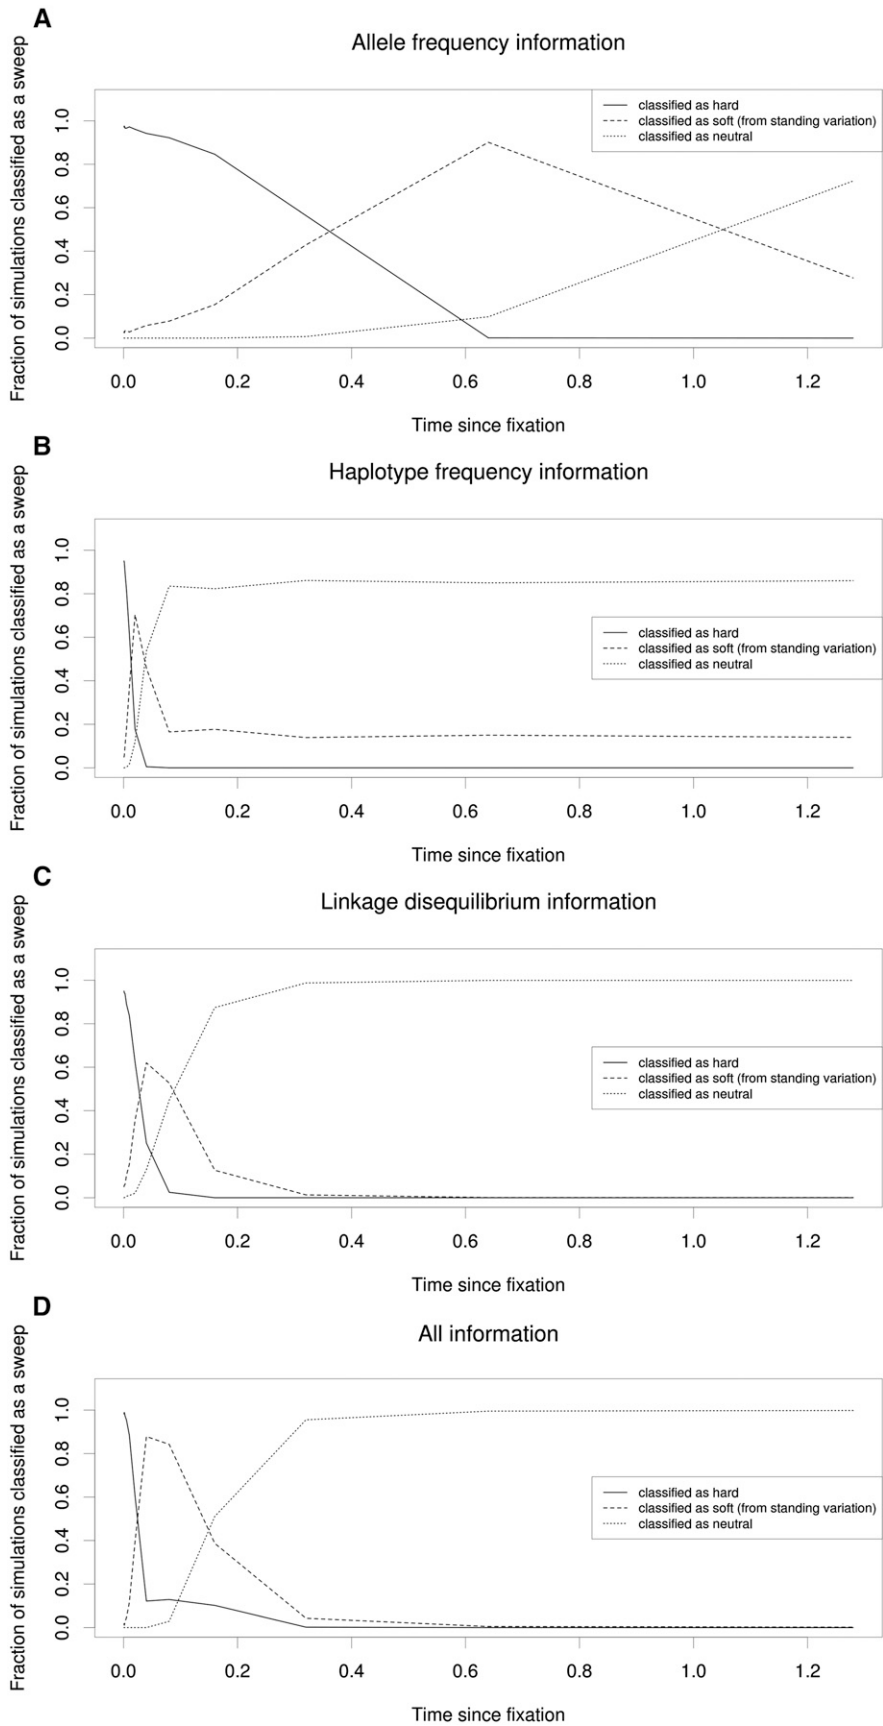 A
Allele frequency information
Fraction of simulations classified as a sweep
1.0
0.8
0.6
0.4
0.2
0.0
classified as hard
classified as soft (from standing variation)
classified as neutral
0.0 0.2 0.4 0.6 0.8 1.0 1.2
Time since fixation
B
Haplotype frequency information
Fraction of simulations classified as a sweep
1.0
0.8
0.6
0.4
0.2
0.0
classified as hard
classified as soft (from standing variation)
classified as neutral
0.0 0.2 0.4 0.6 0.8 1.0 1.2
Time since fixation
C
Linkage disequilibrium information
Fraction of simulations classified as a sweep
1.0
0.8
0.6
0.4
0.2
0.0
classified as hard
classified as soft (from standing variation)
classified as neutral
0.0 0.2 0.4 0.6 0.8 1.0 1.2
Time since fixation
D
All information
Fraction of simulations classified as a sweep
1.0
0.8
0.6
0.4
0.2
0.0
classified as hard
classified as soft (from standing variation)
classified as neutral
0.0 0.2 0.4 0.6 0.8 1.0 1.2
Time since fixation